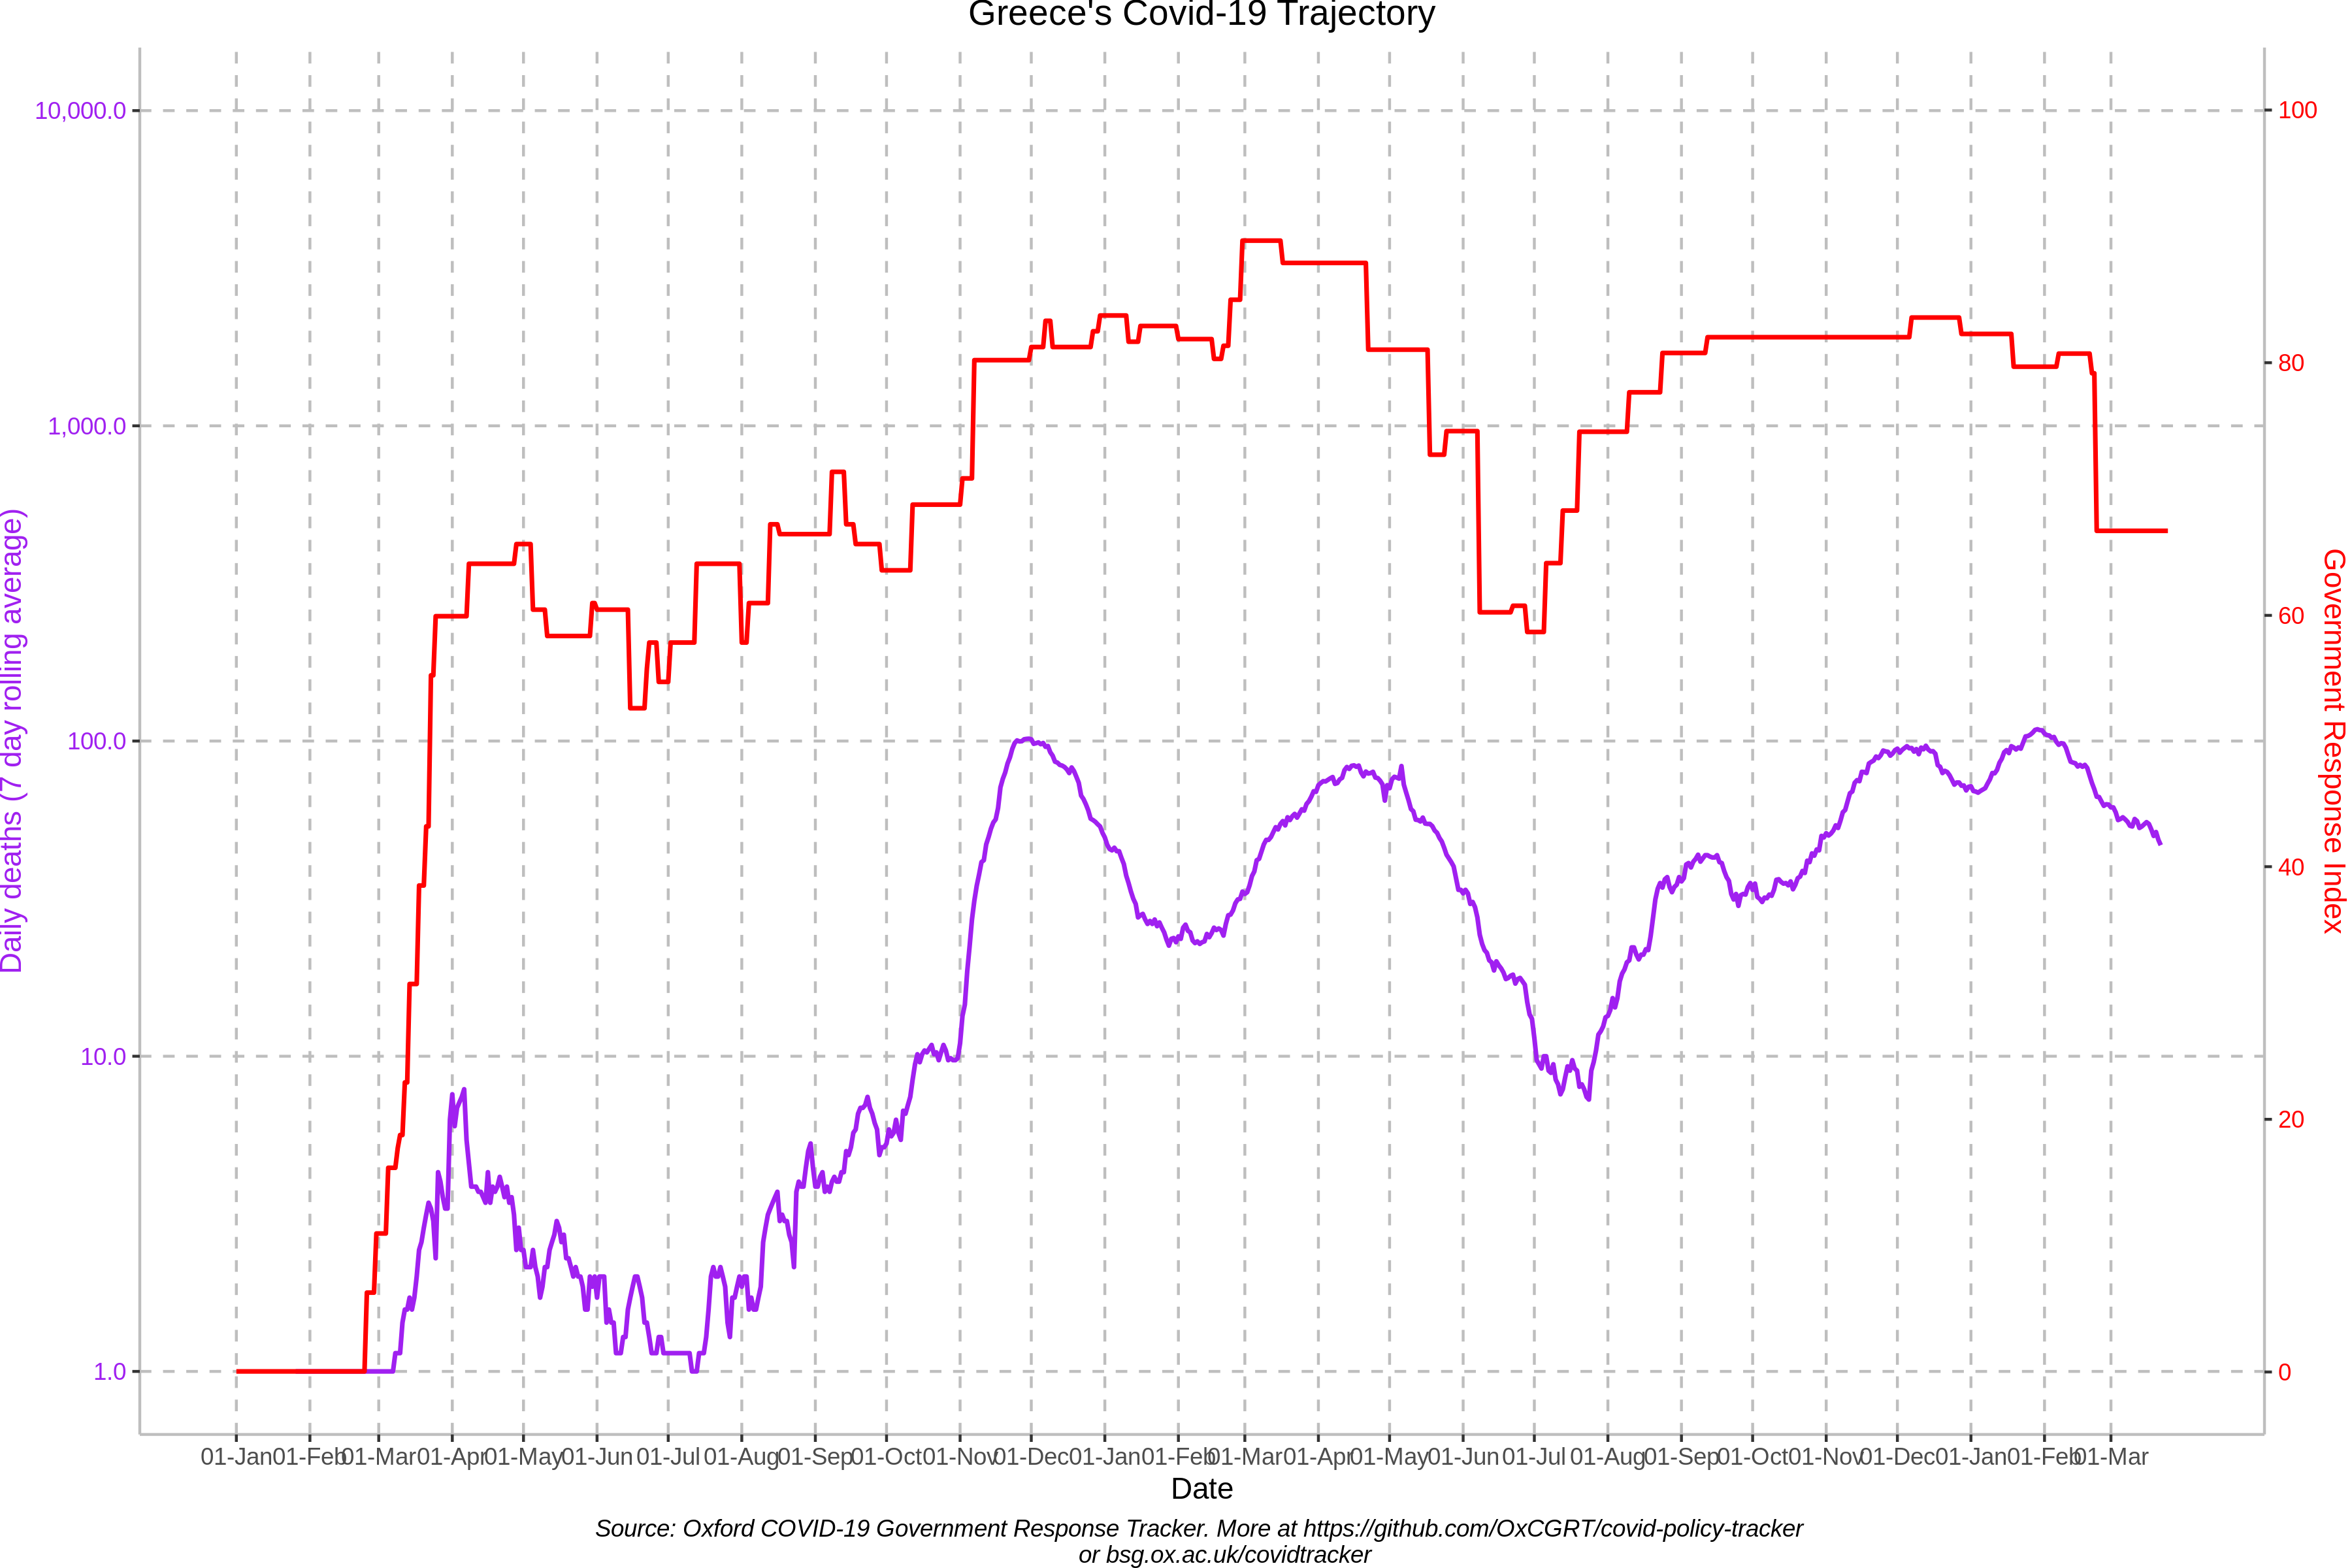 Greece's Covid-19 Trajectory
10,000.0
1,000.0
100.0
10.0
1.0
Daily deaths (7 day rolling average)
100
80
60
40
20
0
Government Response Index
01-Jan 01-Feb 01-Mar 01-Apr 01-May 01-Jun 01-Jul 01-Aug 01-Sep 01-Oct 01-Nov 01-Dec 01-Jan 01-Feb 01-Mar 01-Apr 01-May 01-Jun 01-Jul 01-Aug 01-Sep 01-Oct 01-Nov 01-Dec 01-Jan 01-Feb 01-Mar
Date
Source: Oxford COVID-19 Government Response Tracker. More at https://github.com/OxCGRT/covid-policy-tracker
or bsg.ox.ac.uk/covidtracker